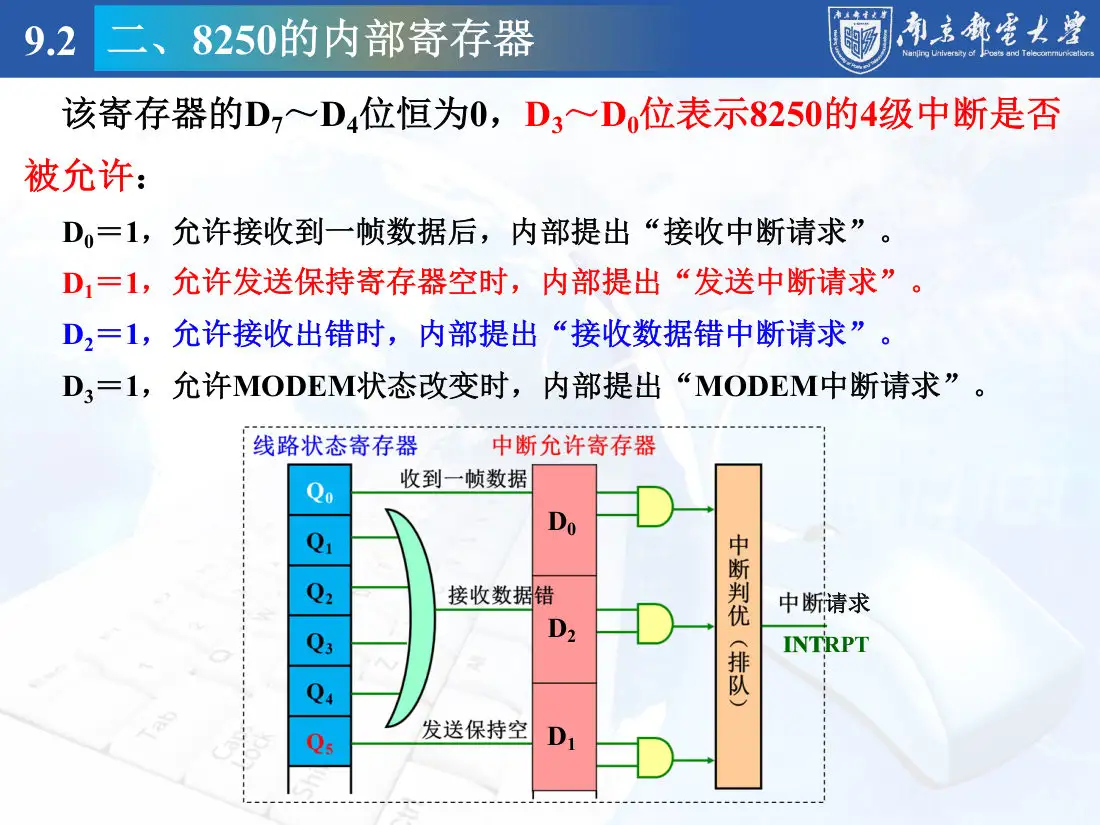 9.2 二、8250的内部寄存器
南京邮电大学
Nanjing University of Posts and Telecommunications
该寄存器的D7～D4位恒为0，D3～D0位表示8250的4级中断是否
被允许：
D0＝1，允许接收到一帧数据后，内部提出“接收中断请求”。
D1＝1，允许发送保持寄存器空时，内部提出“发送中断请求”。
D2＝1，允许接收出错时，内部提出“接收数据错中断请求”。
D3＝1，允许MODEM状态改变时，内部提出“MODEM中断请求”。
线路状态寄存器
中断允许寄存器
Q0
Q1
Q2
Q3
Q4
Q5
收到一帧数据
接收数据错
发送保持空
D0
D2
D1
中断判优（排队）
中断请求
INTRPT